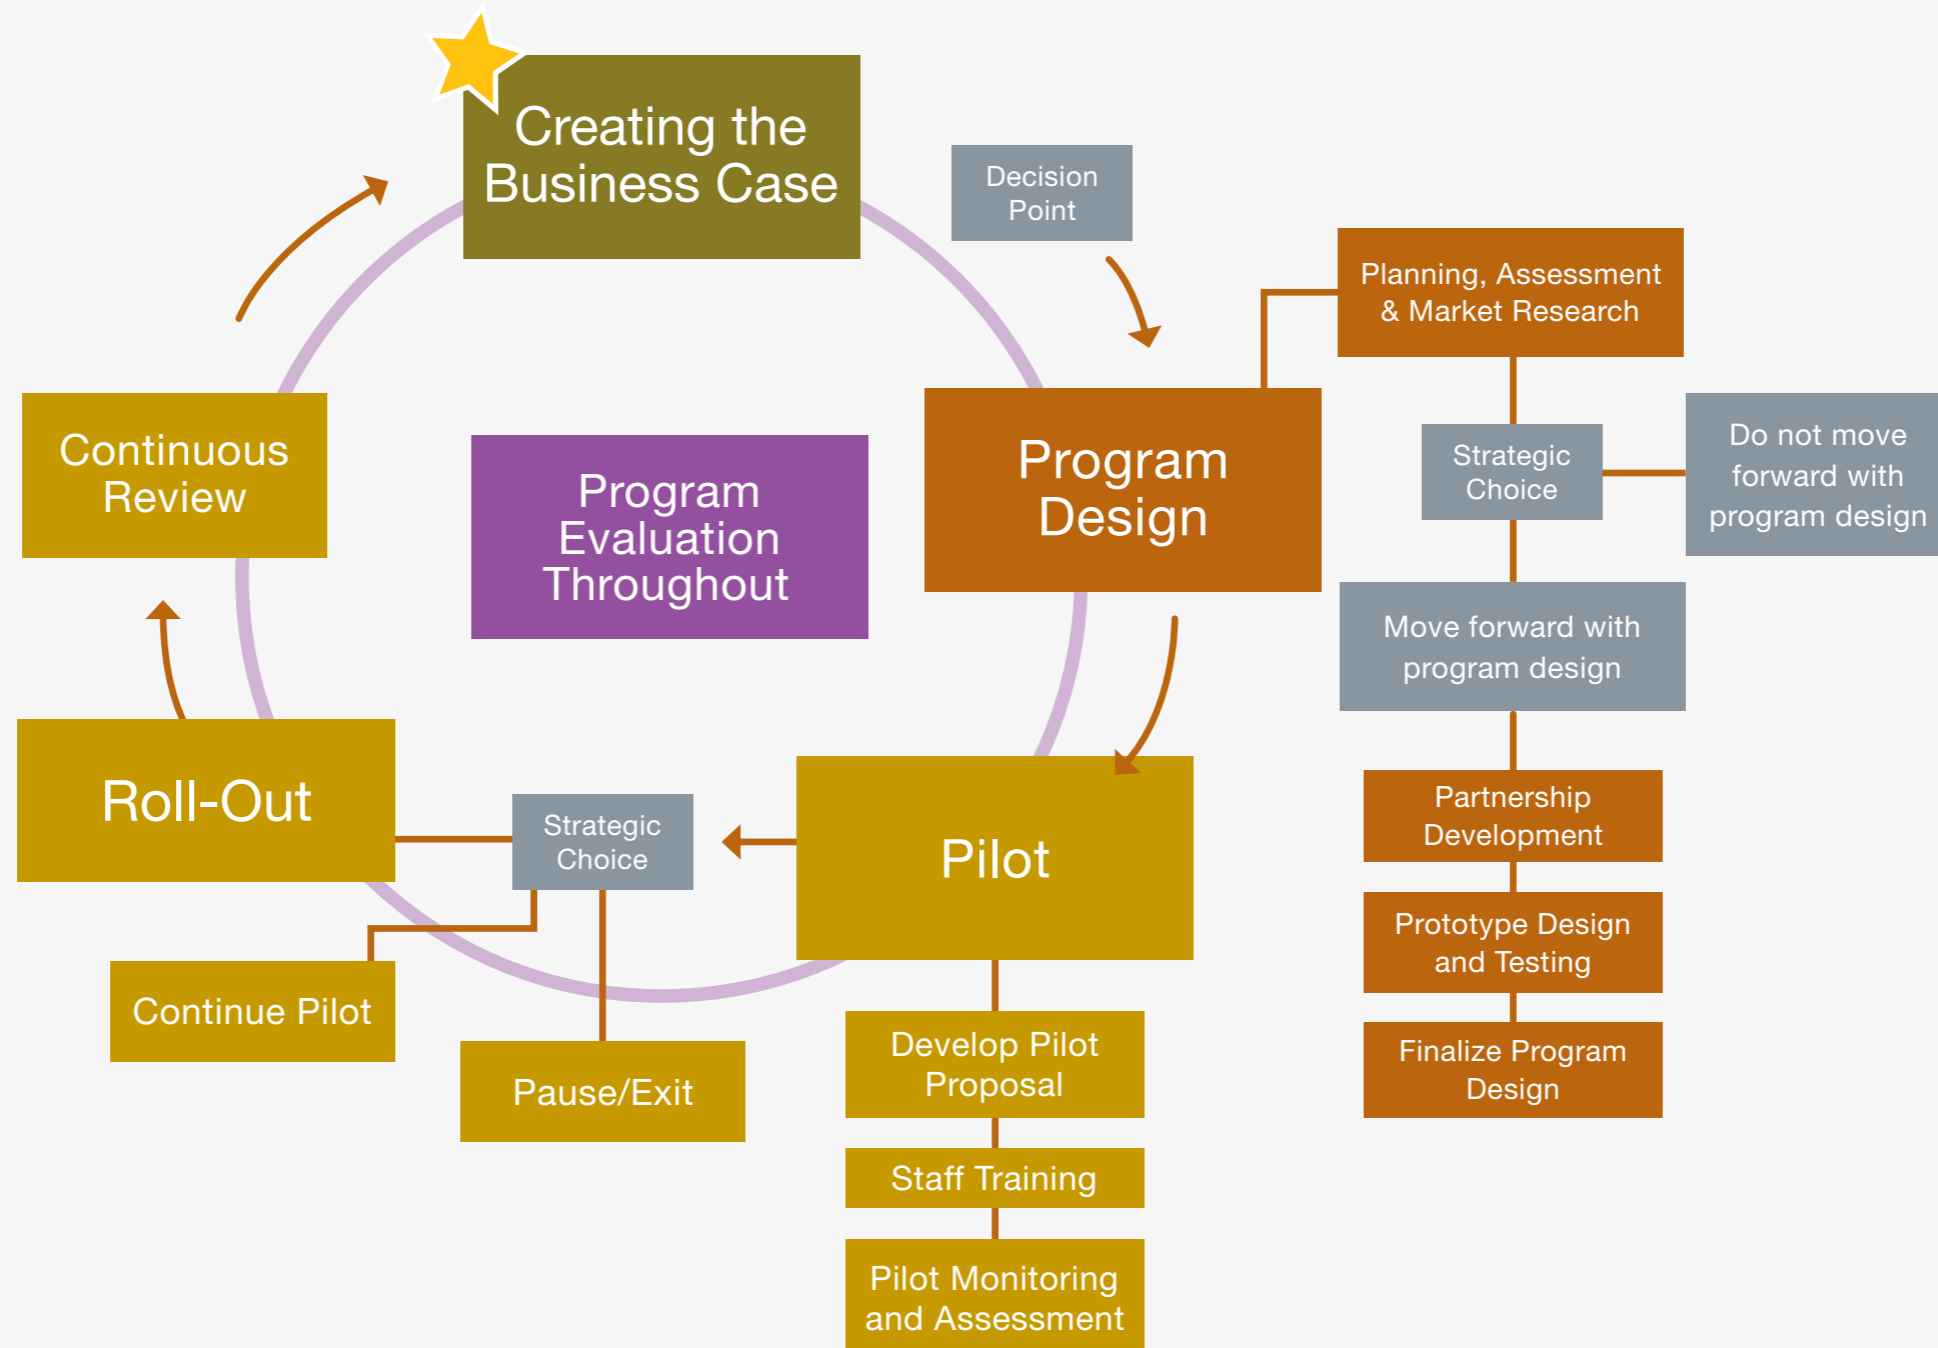 Creating the
Business Case
Decision
Point
Planning, Assessment
& Market Research
Program
Design
Strategic
Choice
Do not move
forward with
program design
Move forward with
program design
Partnership
Development
Prototype Design
and Testing
Finalize Program
Design
Program
Evaluation
Throughout
Continuous
Review
Roll-Out
Strategic
Choice
Pilot
Continue Pilot
Pause/Exit
Develop Pilot
Proposal
Staff Training
Pilot Monitoring
and Assessment